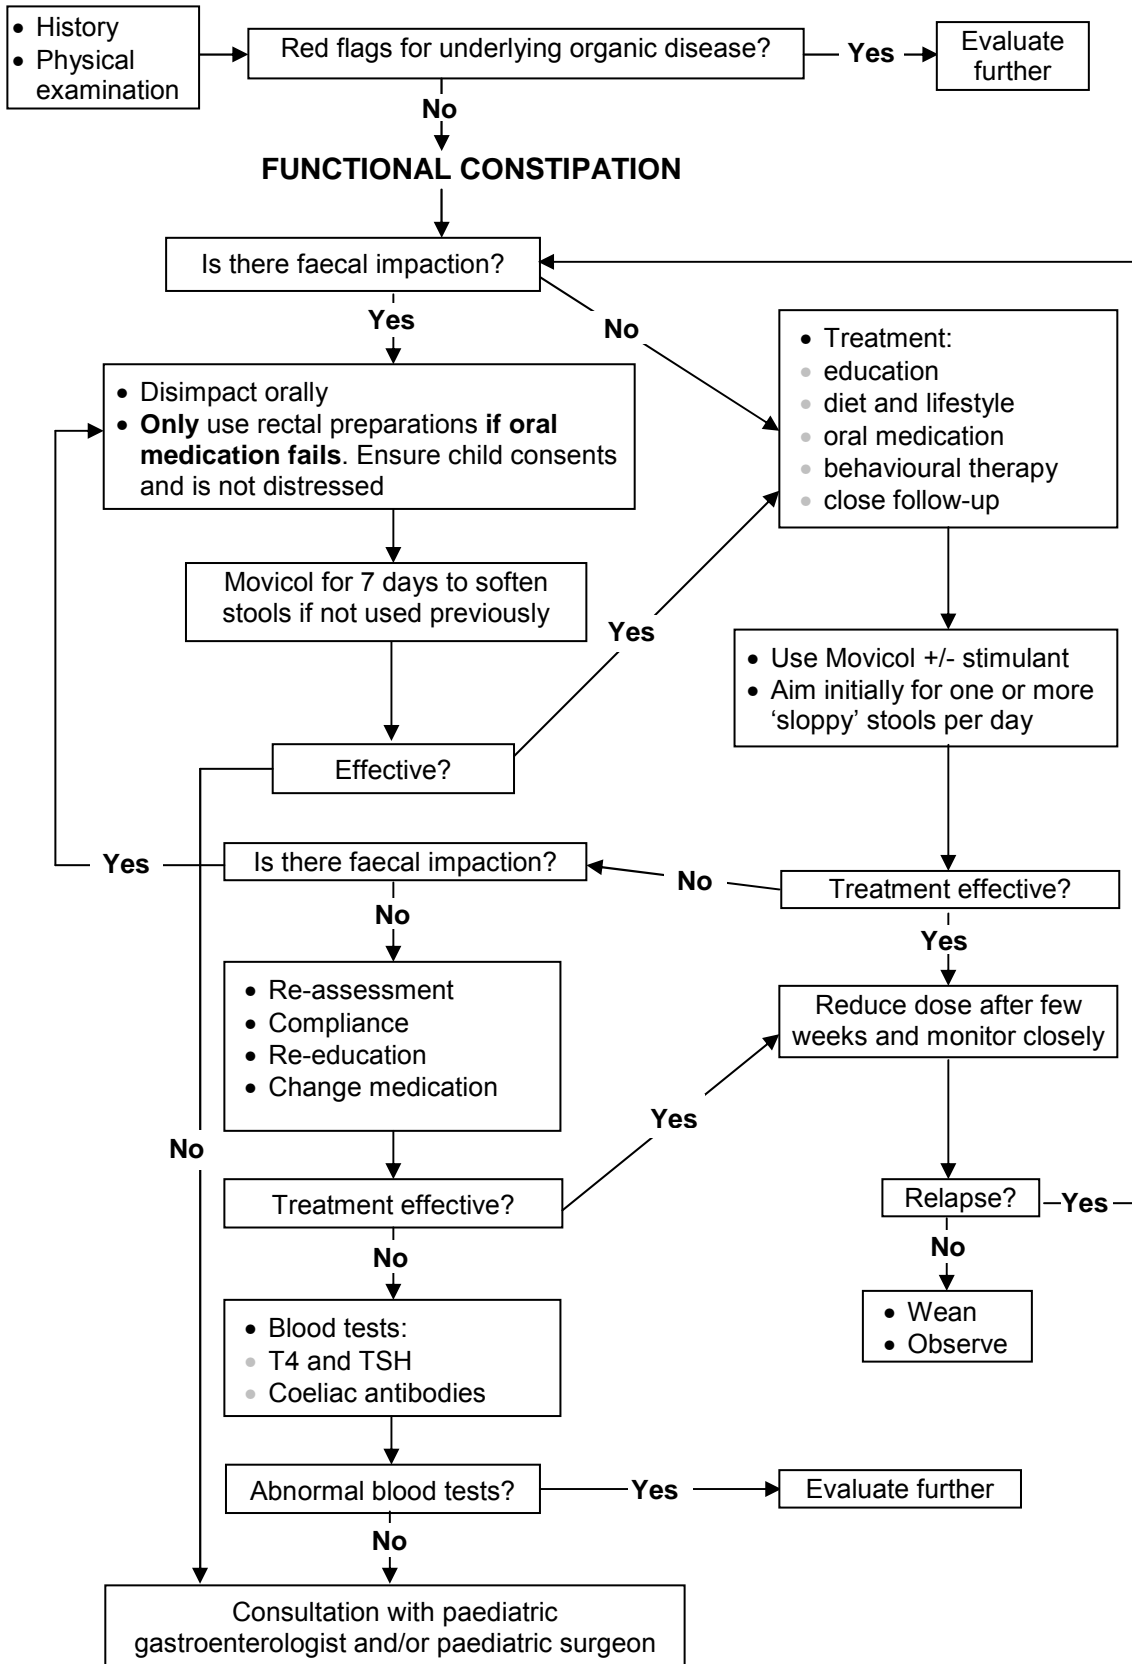 • History
• Physical
examination
Red flags for underlying organic disease?
Yes
Evaluate
further
No
FUNCTIONAL CONSTIPATION
Is there faecal impaction?
Yes
No
• Disimpact orally
• Only use rectal preparations if oral
medication fails. Ensure child consents
and is not distressed
• Treatment:
• education
• diet and lifestyle
• oral medication
• behavioural therapy
• close follow-up
Movicol for 7 days to soften
stools if not used previously
Yes
• Use Movicol +/- stimulant
• Aim initially for one or more
‘sloppy’ stools per day
Effective?
Yes
Is there faecal impaction?
No
Treatment effective?
No
Yes
• Re-assessment
• Compliance
• Re-education
• Change medication
Reduce dose after few
weeks and monitor closely
Yes
No
Treatment effective?
Relapse?
Yes
No
No
• Blood tests:
• T4 and TSH
• Coeliac antibodies
• Wean
• Observe
Abnormal blood tests?
Yes
Evaluate further
No
Consultation with paediatric
gastroenterologist and/or paediatric surgeon